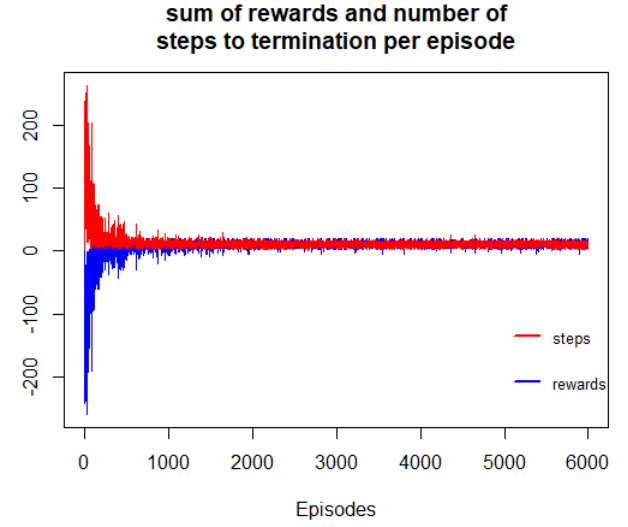 sum of rewards and number of
steps to termination per episode
200
100
0
-100
-200
steps
rewards
0 1000 2000 3000 4000 5000 6000
Episodes